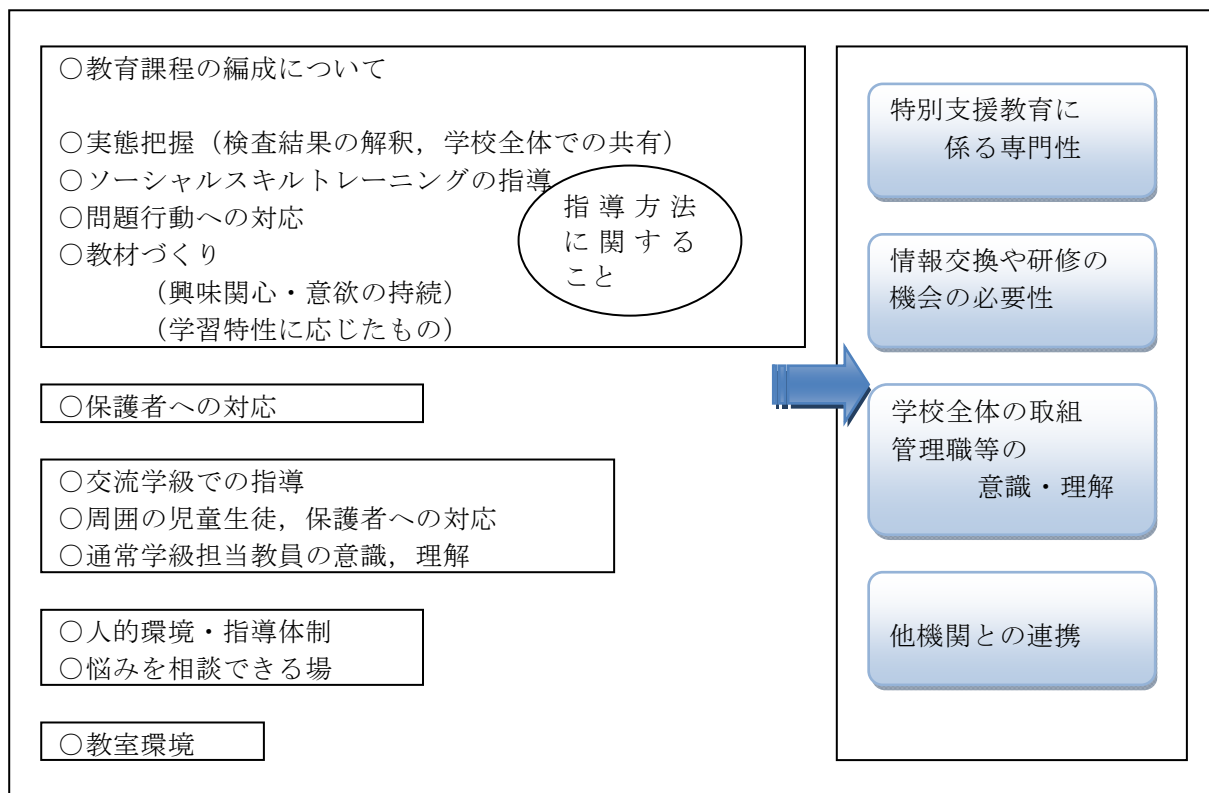 ○教育課程の編成について
○実態把握（検査結果の解釈，学校全体での共有）
○ソーシャルスキルトレーニングの指導
○問題行動への対応
○教材づくり
（興味関心・意欲の持続）
（学習特性に応じたもの）
指導方法
に関する
こと
○保護者への対応
○交流学級での指導
○周囲の児童生徒，保護者への対応
○通常学級担当教員の意識，理解
○人的環境・指導体制
○悩みを相談できる場
○教室環境
特別支援教育に
係る専門性
情報交換や研修の
機会の必要性
学校全体の取組
管理職等の
意識・理解
他機関との連携